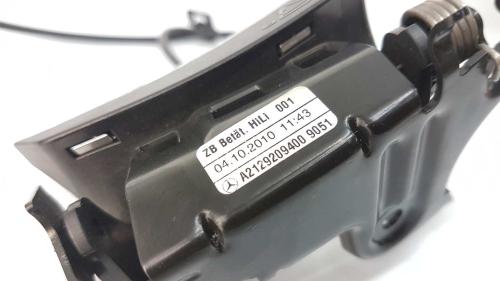 ZB Betät. HiLi 001
04.10.2010 11:43
A2129209400 9051